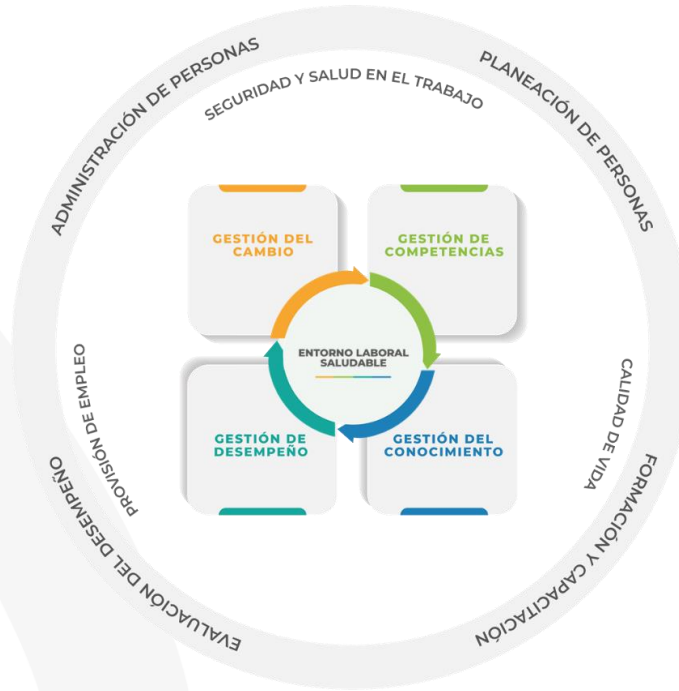 ADMINISTRACIÓN DE PERSONAS
PLANEACIÓN DE PERSONAS
SEGURIDAD Y SALUD EN EL TRABAJO
GESTIÓN DEL
CAMBIO
GESTIÓN DE
COMPETENCIAS
ENTORNO LABORAL
SALUDABLE
PROVISIÓN DE EMPLEO
CALIDAD DE VIDA
GESTIÓN DE
DESEMPEÑO
GESTIÓN DEL
CONOCIMIENTO
EVALUACIÓN DEL DESEMPEÑO
FORMACIÓN Y CAPACITACIÓN